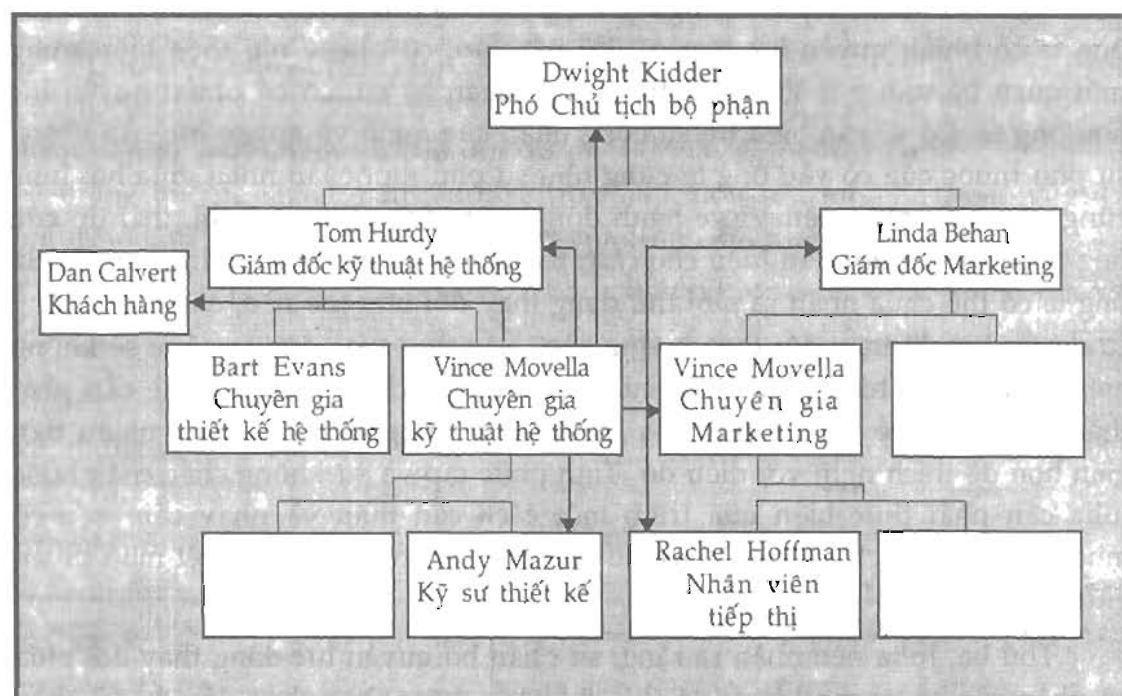 Dwight Kidder
Phó Chủ tịch bộ phận
Tom Hurdy
Giám đốc kỹ thuật hệ thống
Linda Behan
Giám đốc Marketing
Dan Calvert
Khách hàng
Bart Evans
Chuyên gia
thiết kế hệ thống
Vince Movella
Chuyên gia
kỹ thuật hệ thống
Vince Movella
Chuyên gia
Marketing
Andy Mazur
Kỹ sư thiết kế
Rachel Hoffman
Nhân viên
tiếp thị